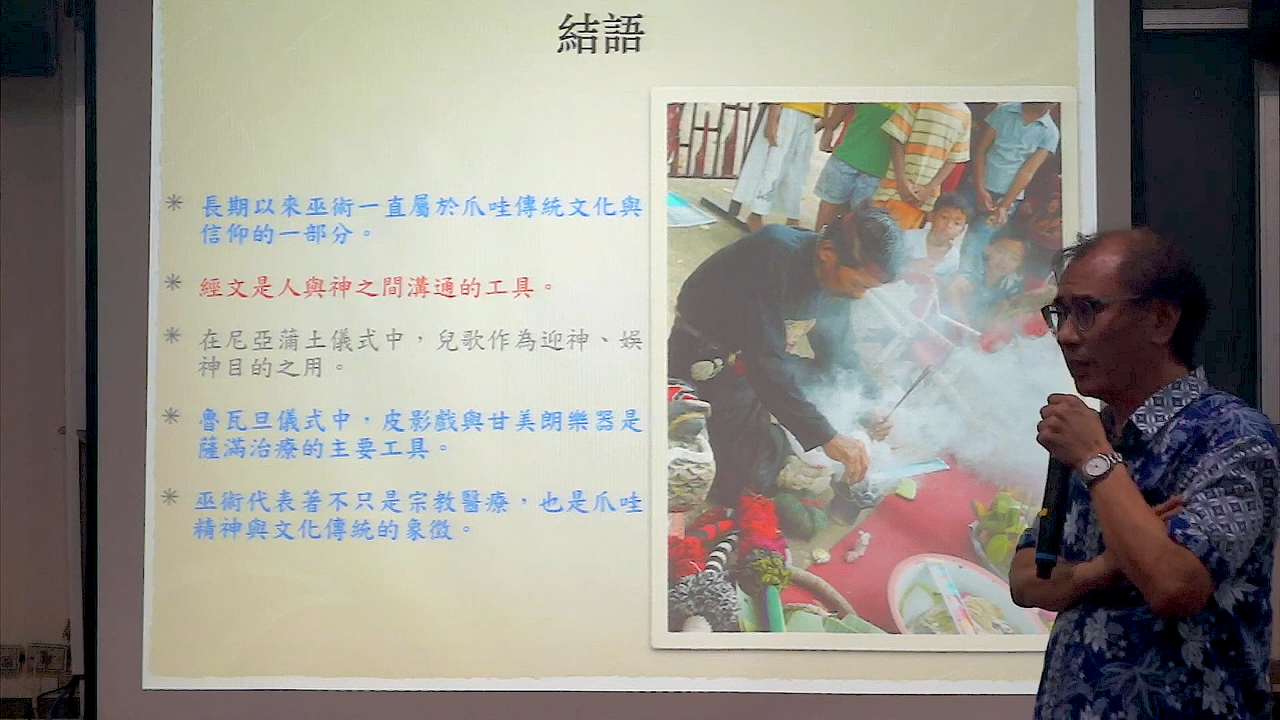 結語
長期以來巫術一直屬於爪哇傳統文化與
信仰的一部分。
經文是人與神之間溝通的工具。
在尼亞蒲土儀式中，兒歌作為迎神、娛
神目的之用。
魯瓦旦儀式中，皮影戲與甘美朗樂器是
薩滿治療的主要工具。
巫術代表著不只是宗教醫療，也是爪哇
精神與文化傳統的象徵。